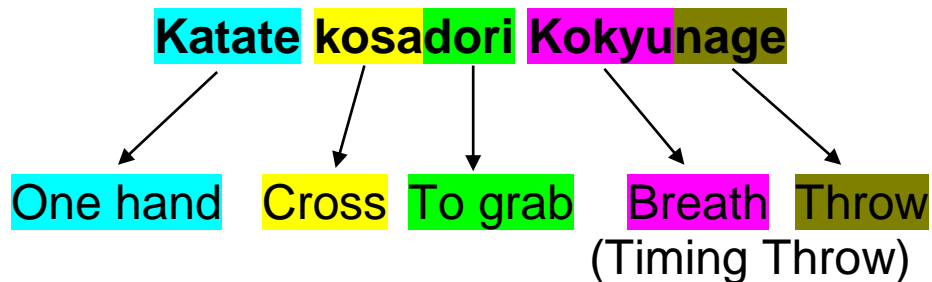 Katate kosadori Kokyunage
One hand Cross To grab Breath Throw
(Timing Throw)